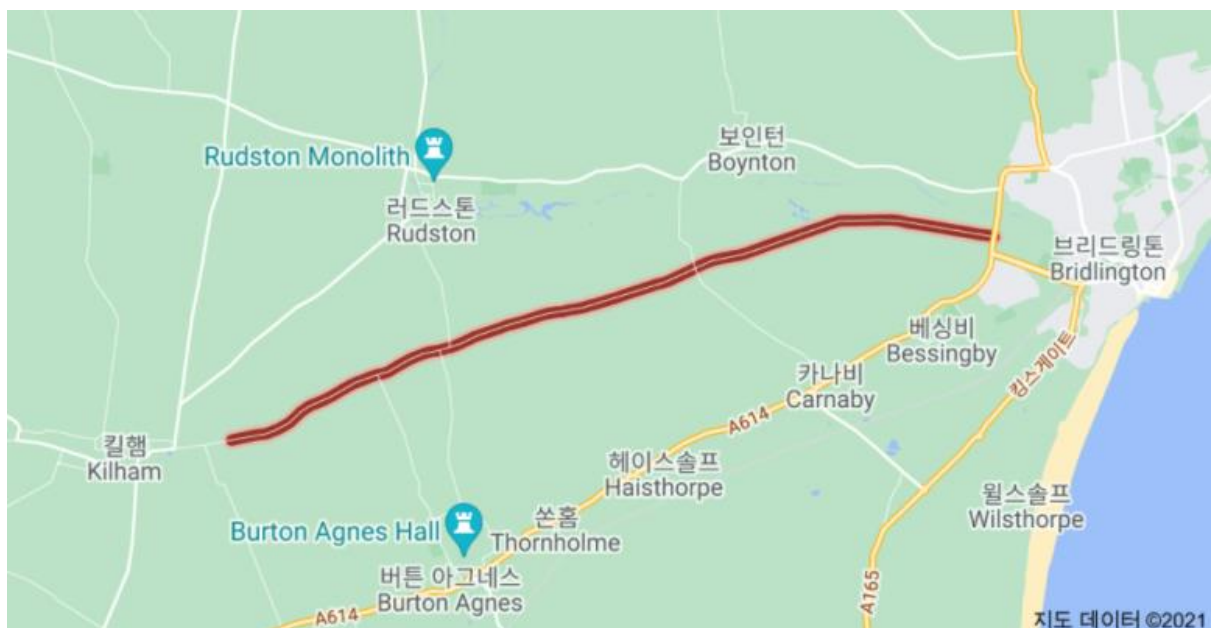 보인턴
Boynton
Rudston Monolith
러드스톤
Rudston
브리드링톤
Bridlington
베싱비
Bessingby
카나비
Carnaby
킹스게이트
A614
킬햄
Kilham
헤이스솔프
Haisthorpe
윌스솔프
Wilsthorpe
쏜홈
Thornholme
Burton Agnes Hall
버튼 아그네스
Burton Agnes
A165
A614
지도 데이터 ©2021